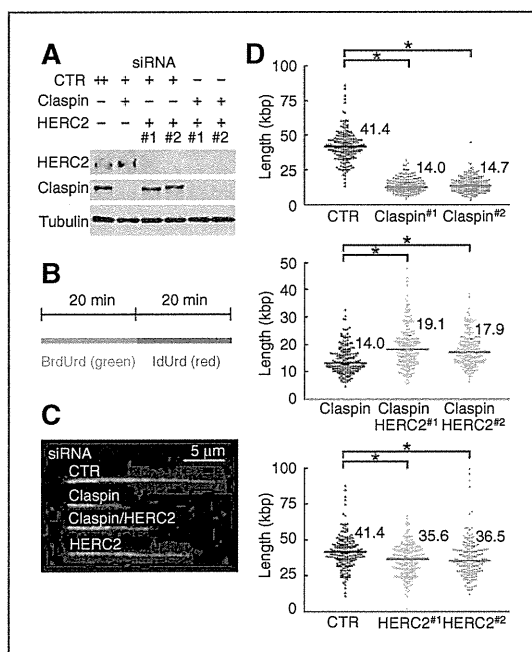 A
siRNA
CTR ++ + + + – –
Claspin – + – – + +
HERC2 – – + + + +
#1 #2 #1 #2
HERC2
Claspin
Tubulin
B
20 min 20 min
BrdUrd (green) IdUrd (red)
C
siRNA
5 µm
CTR
Claspin
Claspin/HERC2
HERC2
D
* *
Length (kbp)
100
75
50
25
0
41.4
14.0
14.7
CTR Claspin#1 Claspin#2
* *
Length (kbp)
50
40
30
20
10
0
14.0
19.1
17.9
Claspin Claspin Claspin
HERC2#1 HERC2#2
* *
Length (kbp)
100
75
50
25
0
41.4
35.6
36.5
CTR HERC2#1 HERC2#2